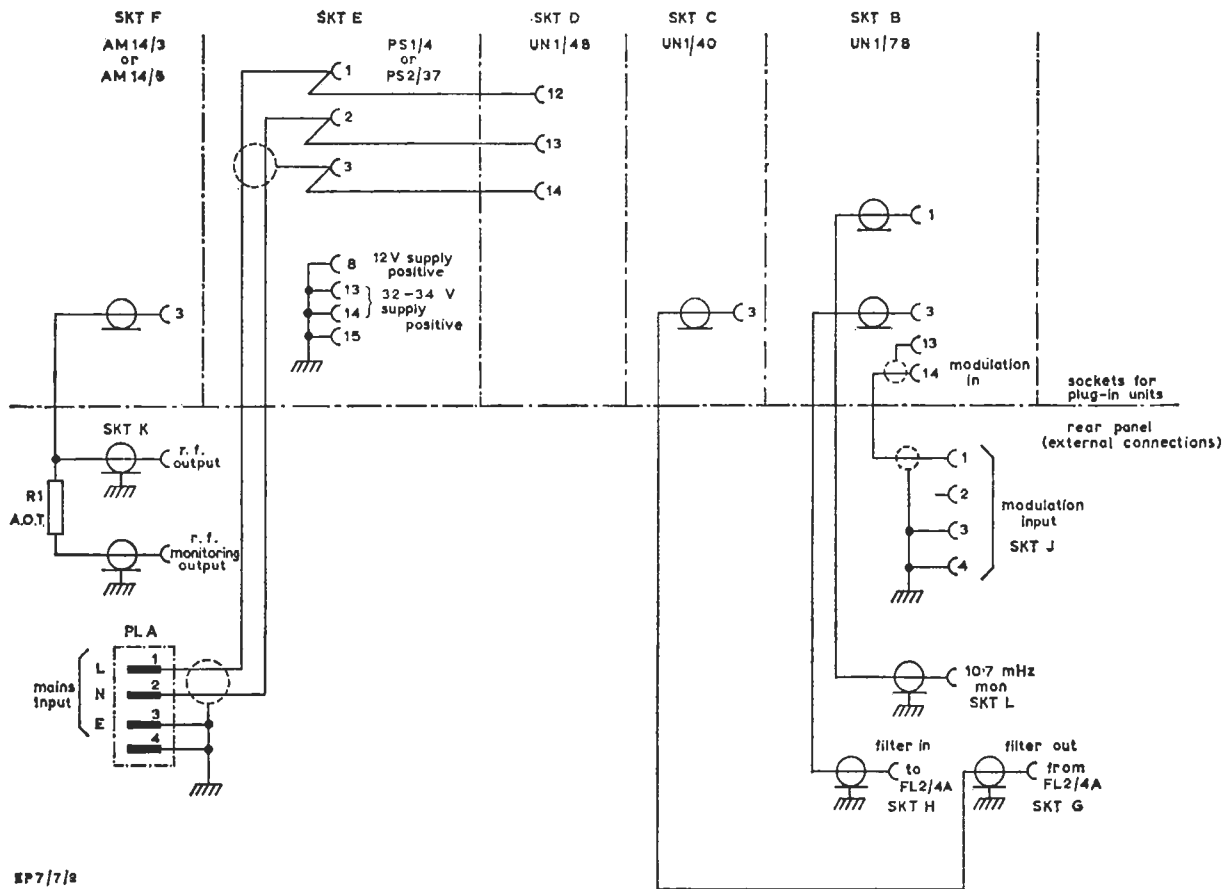 SKT F
AM 14/3
or
AM 14/5
SKT E
PS1/4
or
PS2/37
SKT D
UN1/48
SKT C
UN1/40
SKT B
UN1/78
1
2
3
12
13
14
8
12V supply
positive
13
14
32-34 V
supply
positive
15
3
3
1
3
13
14
modulation
in
sockets for
plug-in units
rear panel
(external connections)
SKT K
r.f.
output
R1
A.O.T.
r.f.
monitoring
output
1
2
3
4
modulation
input
SKT J
PL A
mains
input
L
N
E
1
2
3
4
10·7 mHz
mon
SKT L
filter in
to
FL2/4A
SKT H
filter out
from
FL2/4A
SKT G
EP7/7/2